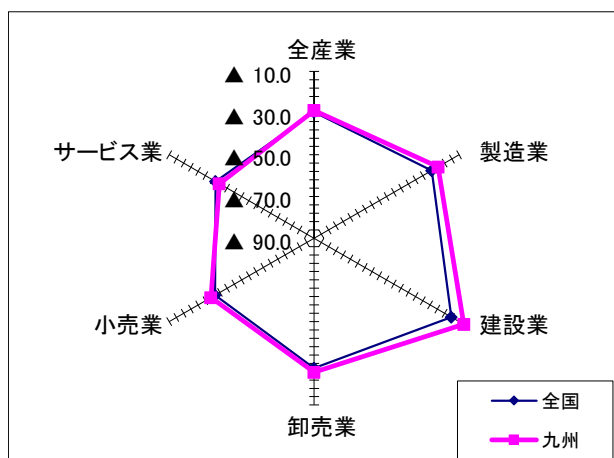 全産業
▲ 10.0
▲ 30.0
▲ 50.0
▲ 70.0
▲ 90.0
製造業
建設業
卸売業
小売業
サービス業
全国
九州